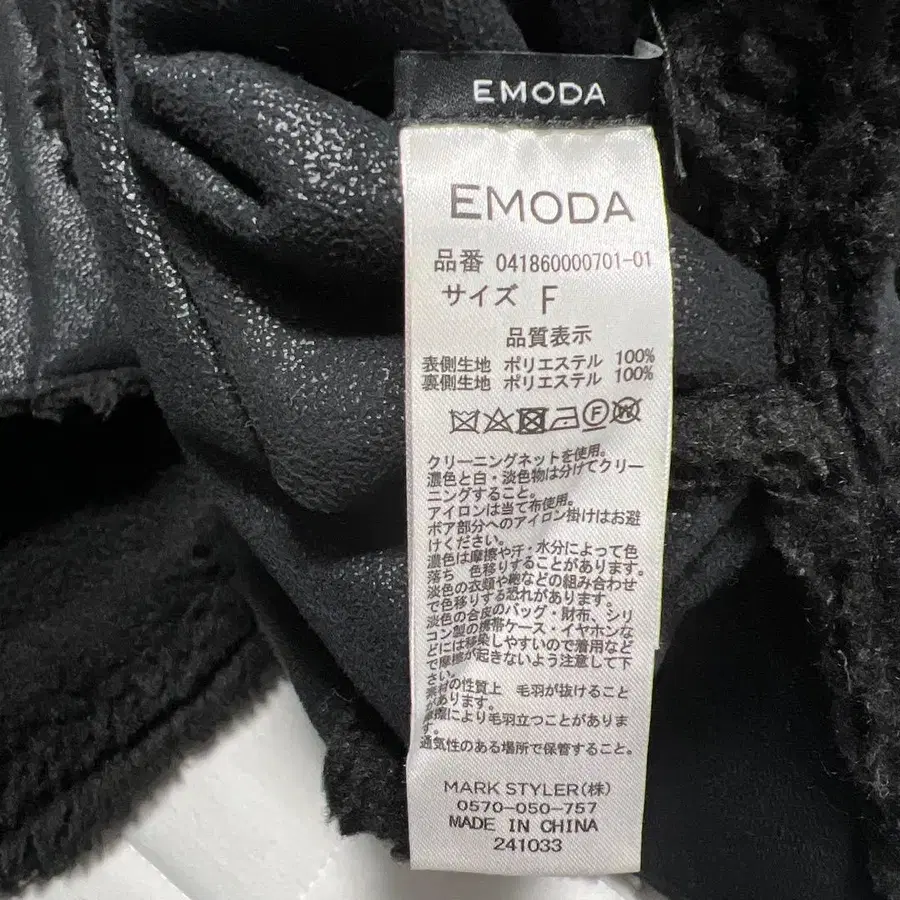 EMODA
EMODA
品番 041860000701-01
サイズ F
品質表示
表側生地 ポリエステル 100%
裏側生地 ポリエステル 100%
クリーニングネットを使用。
濃色と白・淡色物は分けてクリー
ニングすること。
アイロンは当て布使用。
ボア部分へのアイロン掛けはお避
けください。
濃色は摩擦や汗・水分によって色
落ち 色移りすることがあります。
淡色の衣類や鞄などの組み合わせ
で色移りする恐れがあります。
淡色の合皮のバッグ・財布、シリ
コン製の携帯ケース・イヤホンな
どには移染しやすいので着用など
で摩擦が起きないよう注意して下
さい。
素材の性質上 毛羽が抜けること
があります。
摩擦により毛羽立つことがありま
す。
通気性のある場所で保管すること。
MARK STYLER(株)
0570-050-757
MADE IN CHINA
241033